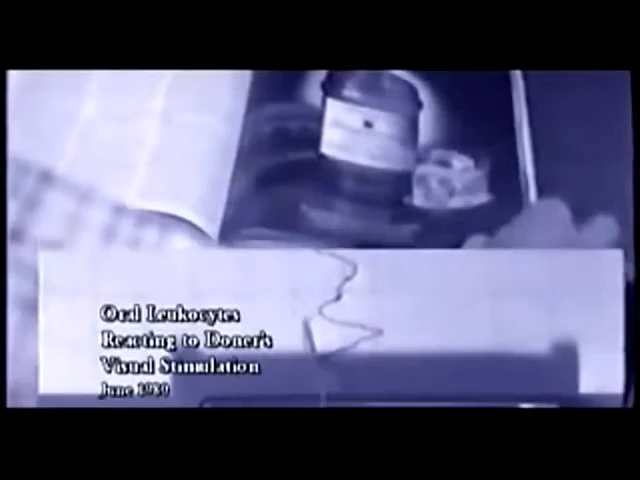 Oral Leukocytes
Reacting to Doner's
Visual Stimulation
June 1980